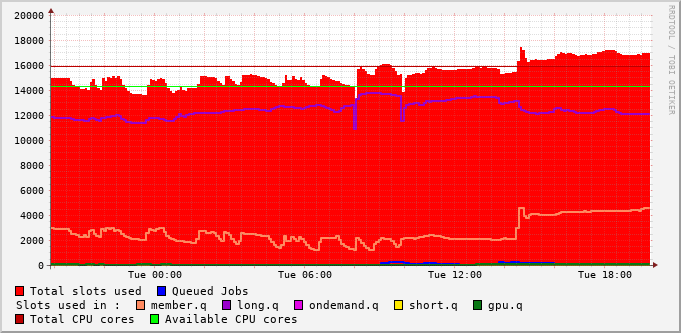 RRDTOOL / TOBI OETIKER
20000
18000
16000
14000
12000
10000
8000
6000
4000
2000
0
Tue 00:00 Tue 06:00 Tue 12:00 Tue 18:00
Total slots used Queued Jobs
Slots used in : member.q long.q ondemand.q short.q gpu.q
Total CPU cores Available CPU cores